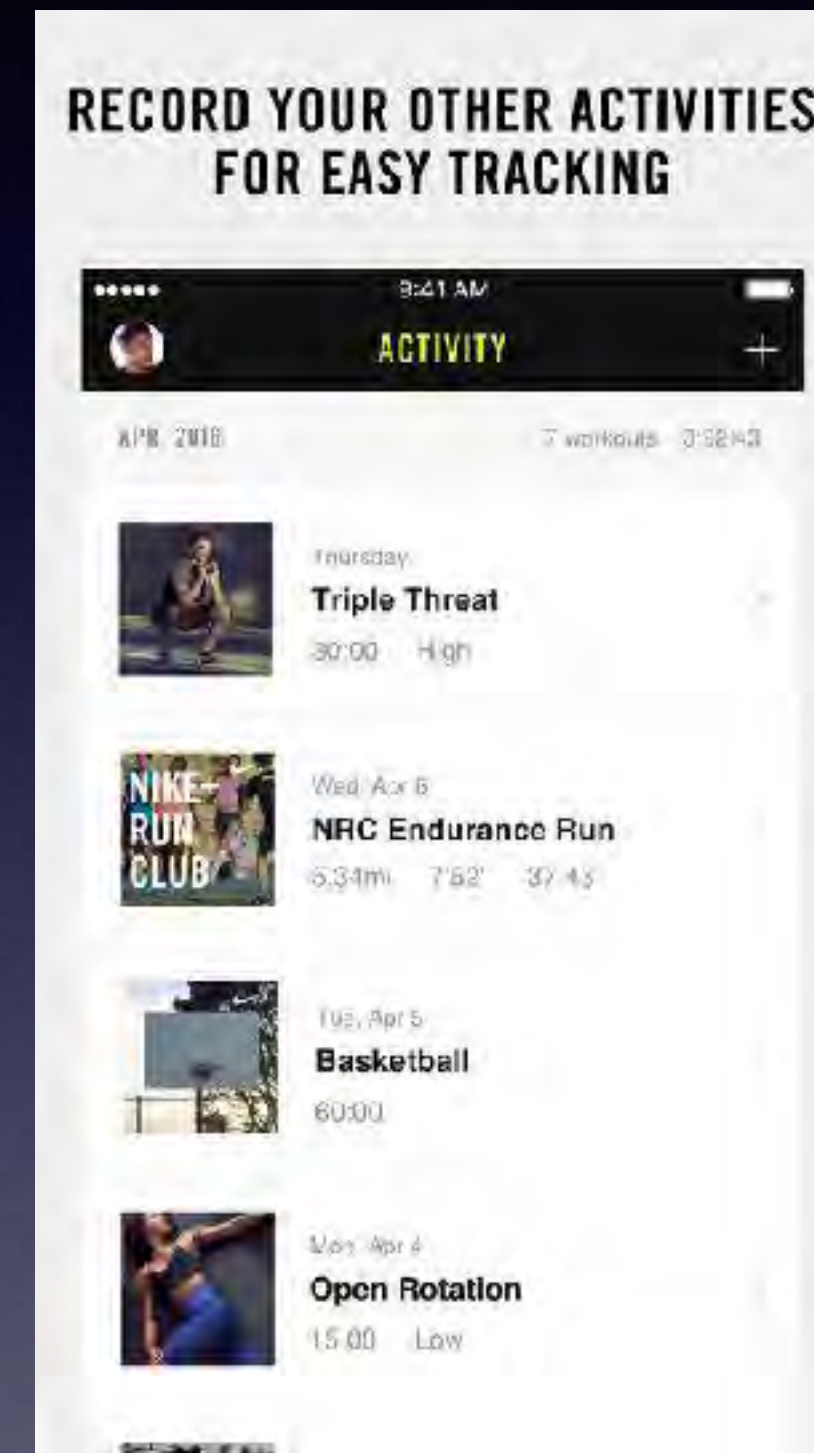 RECORD YOUR OTHER ACTIVITIES
FOR EASY TRACKING
9:41 AM
ACTIVITY
APR 2016
7 workouts
Thursday
Triple Threat
30:00 High
NIKE+
RUN
CLUB
Wed, Apr 6
NRC Endurance Run
5.34mi 7'52" 37:43
Tue, Apr 5
Basketball
60:00
Mon, Apr 4
Open Rotation
15:00 Low